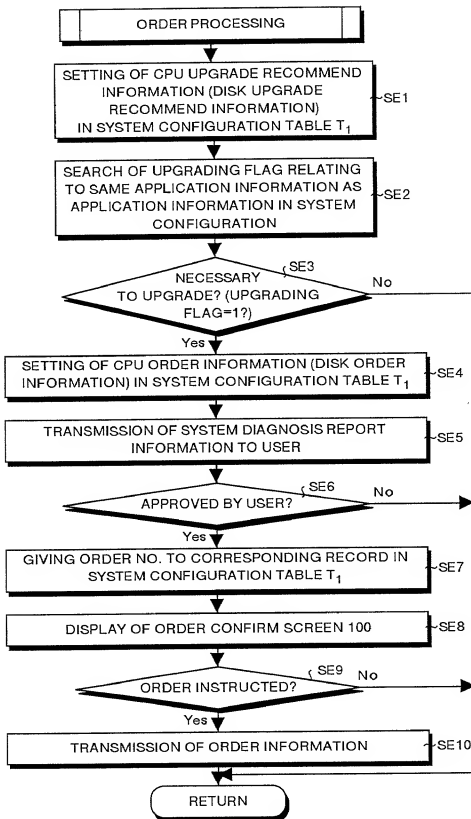 ORDER PROCESSING
SETTING OF CPU UPGRADE RECOMMEND
INFORMATION (DISK UPGRADE
RECOMMEND INFORMATION)
IN SYSTEM CONFIGURATION TABLE T1
SE1
SEARCH OF UPGRADING FLAG RELATING
TO SAME APPLICATION INFORMATION AS
APPLICATION INFORMATION IN SYSTEM
CONFIGURATION
SE2
SE3
NECESSARY
TO UPGRADE? (UPGRADING
FLAG=1?)
No
Yes
SETTING OF CPU ORDER INFORMATION (DISK ORDER
INFORMATION) IN SYSTEM CONFIGURATION TABLE T1
SE4
TRANSMISSION OF SYSTEM DIAGNOSIS REPORT
INFORMATION TO USER
SE5
SE6
APPROVED BY USER?
No
Yes
GIVING ORDER NO. TO CORRESPONDING RECORD IN
SYSTEM CONFIGURATION TABLE T1
SE7
DISPLAY OF ORDER CONFIRM SCREEN 100
SE8
SE9
ORDER INSTRUCTED?
No
Yes
TRANSMISSION OF ORDER INFORMATION
SE10
RETURN